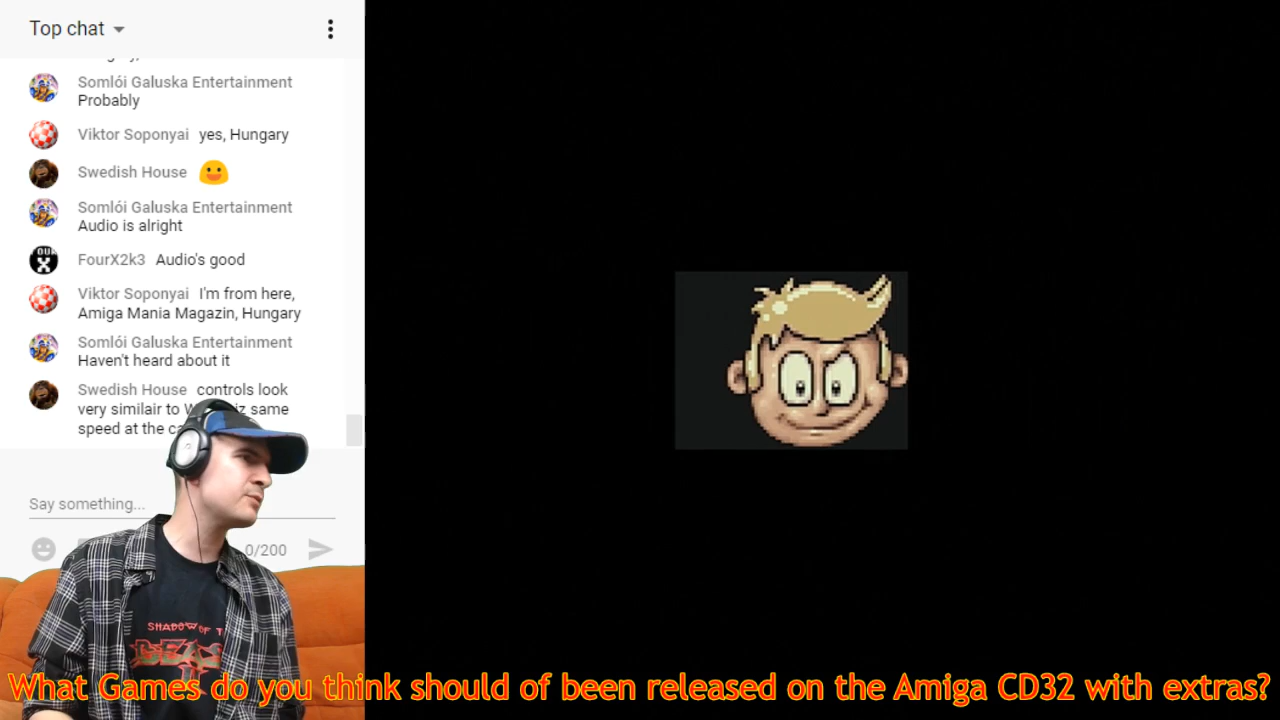 Top chat
Somlói Galuska Entertainment
Probably
Viktor Soponyai yes, Hungary
Swedish House
Somlói Galuska Entertainment
Audio is alright
FourX2k3 Audio's good
Viktor Soponyai I'm from here,
Amiga Mania Magazin, Hungary
Somlói Galuska Entertainment
Haven't heard about it
Swedish House controls look
very similair to same
speed at the
Say something...
0/200
SHADOW OF
What Games do you think should of been released on the Amiga CD32 with extras?